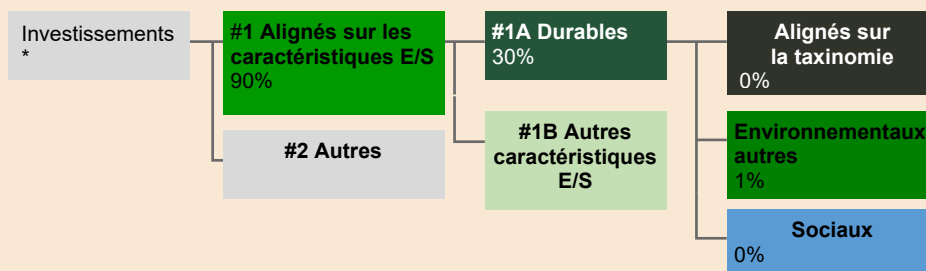 Investissements
*
#1 Alignés sur les
caractéristiques E/S
90%
#2 Autres
#1A Durables
30%
#1B Autres
caractéristiques
E/S
Alignés sur
la taxinomie
0%
Environnementaux
autres
1%
Sociaux
0%